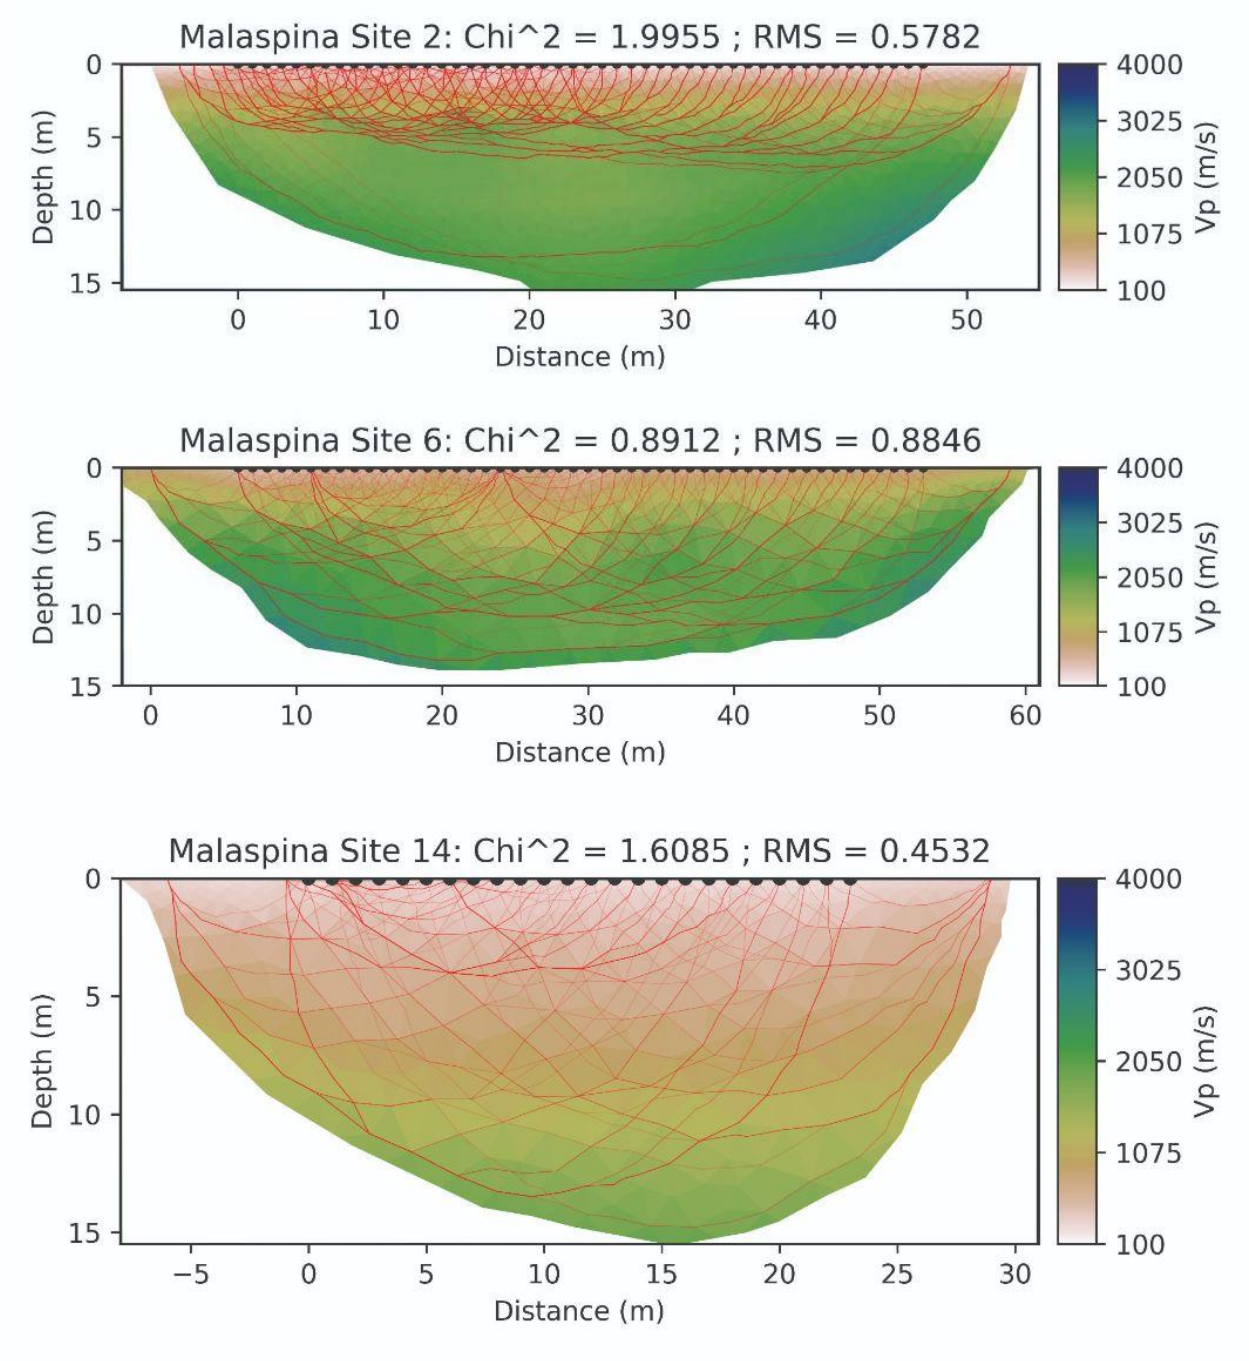 Malaspina Site 2: Chi^2 = 1.9955 ; RMS = 0.5782
0
5
10
15
Depth (m)
0 10 20 30 40 50
Distance (m)
4000
3025
2050
1075
100
Vp (m/s)
Malaspina Site 6: Chi^2 = 0.8912 ; RMS = 0.8846
0
5
10
15
Depth (m)
0 10 20 30 40 50 60
Distance (m)
4000
3025
2050
1075
100
Vp (m/s)
Malaspina Site 14: Chi^2 = 1.6085 ; RMS = 0.4532
0
5
10
15
Depth (m)
−5 0 5 10 15 20 25 30
Distance (m)
4000
3025
2050
1075
100
Vp (m/s)